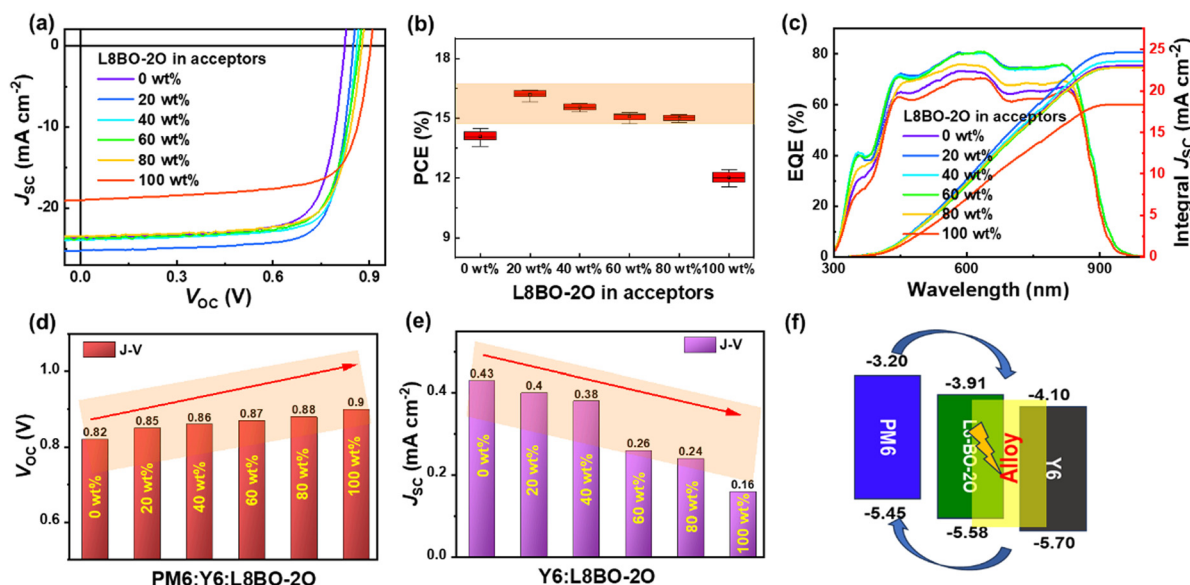 (a)
L8BO-2O in acceptors
0 wt%
20 wt%
40 wt%
60 wt%
80 wt%
100 wt%
0
-10
-20
JSC (mA cm-2)
0.0
0.3
0.6
0.9
VOC (V)
(b)
18
15
12
9
PCE (%)
0 wt%
20 wt%
40 wt%
60 wt%
80 wt%
100 wt%
L8BO-2O in acceptors
(c)
80
60
40
20
0
EQE (%)
L8BO-2O in acceptors
0 wt%
20 wt%
40 wt%
60 wt%
80 wt%
100 wt%
25
20
15
10
5
0
Integral JSC (mA cm-2)
300
600
900
Wavelength (nm)
(d)
J-V
1.0
0.8
0.6
VOC (V)
0.82
0.85
0.86
0.87
0.88
0.9
0 wt%
20 wt%
40 wt%
60 wt%
80 wt%
100 wt%
PM6:Y6:L8BO-2O
(e)
J-V
0.4
0.2
0.0
JSC (mA cm-2)
0.43
0.4
0.38
0.26
0.24
0.16
0 wt%
20 wt%
40 wt%
60 wt%
80 wt%
100 wt%
Y6:L8BO-2O
(f)
-3.20
-3.91
-4.10
PM6
L8-BO-2O
Alloy
Y6
-5.45
-5.58
-5.70